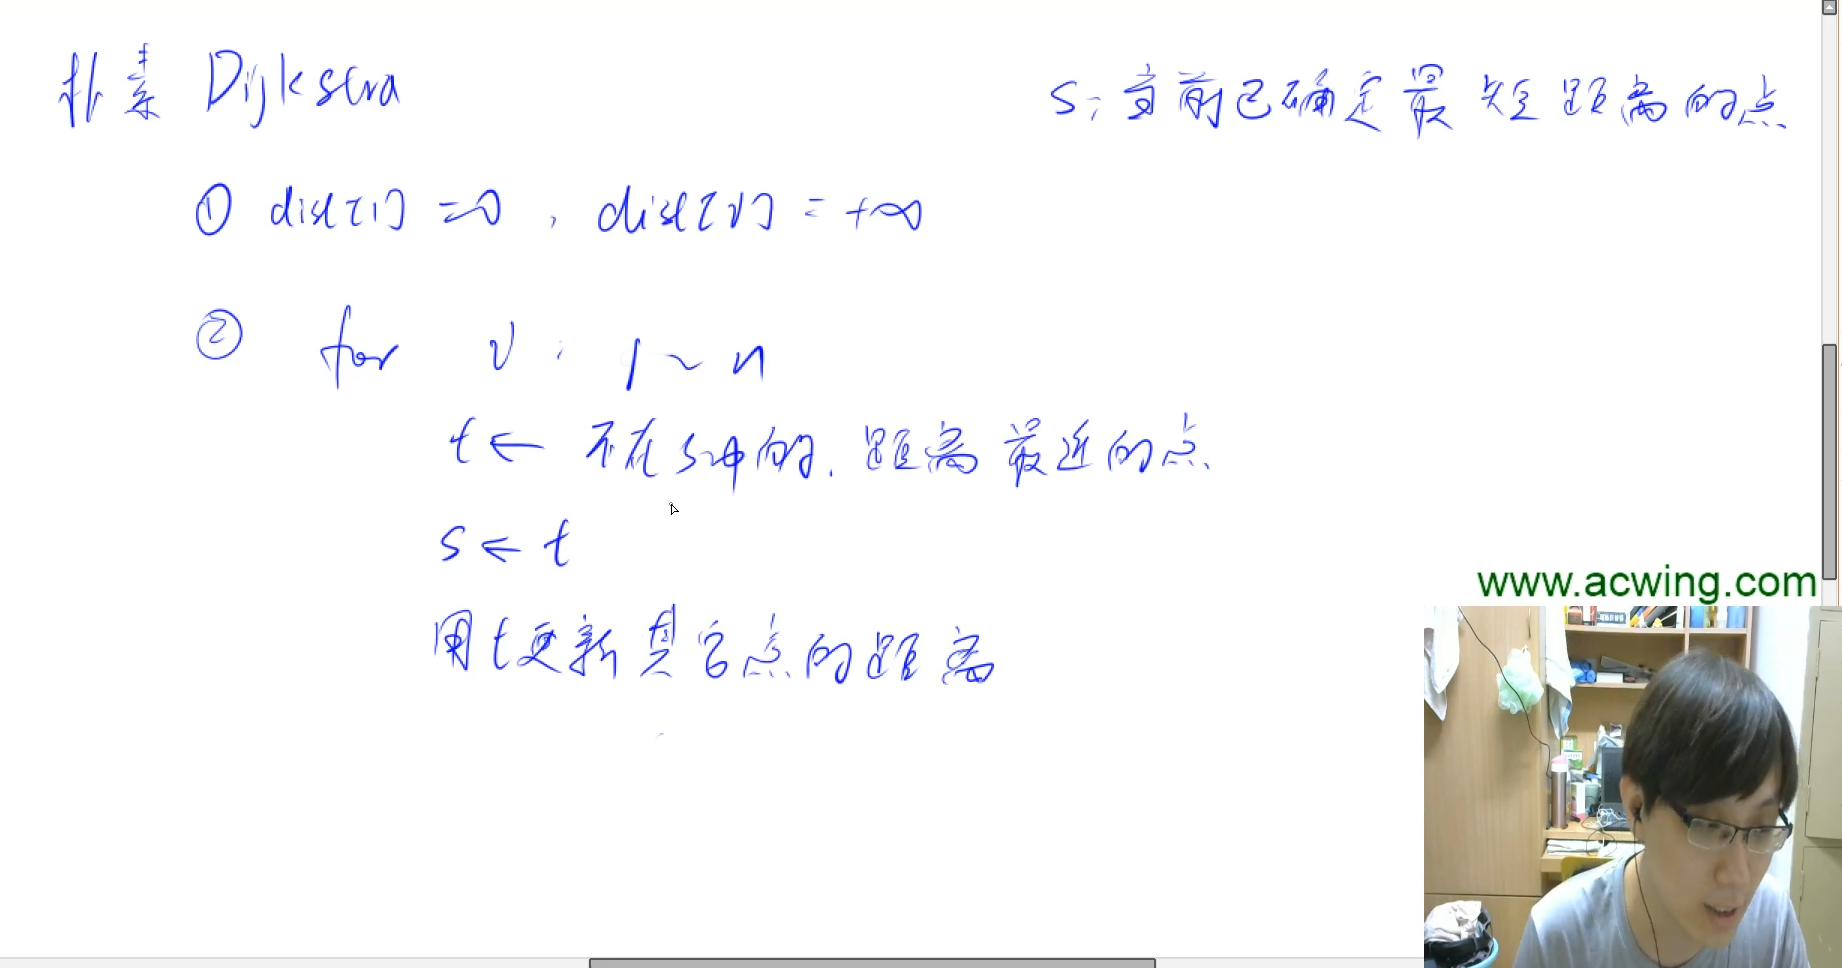 朴素 Dijkstra
s: 当前已确定最短距离的点
① dist[1] = 0, dist[i] = +∞
② for i: 1~n
t ← 不在s中的, 距离最近的点
s ← t
用t更新其它点的距离
www.acwing.com